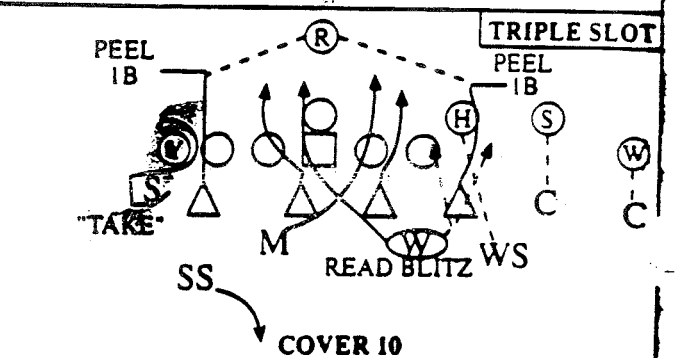 TRIPLE SLOT
R
PEEL
1B
PEEL
1B
H
S
Y
W
S
C
C
"TAKE"
M
W
WS
READ BLITZ
SS
COVER 10